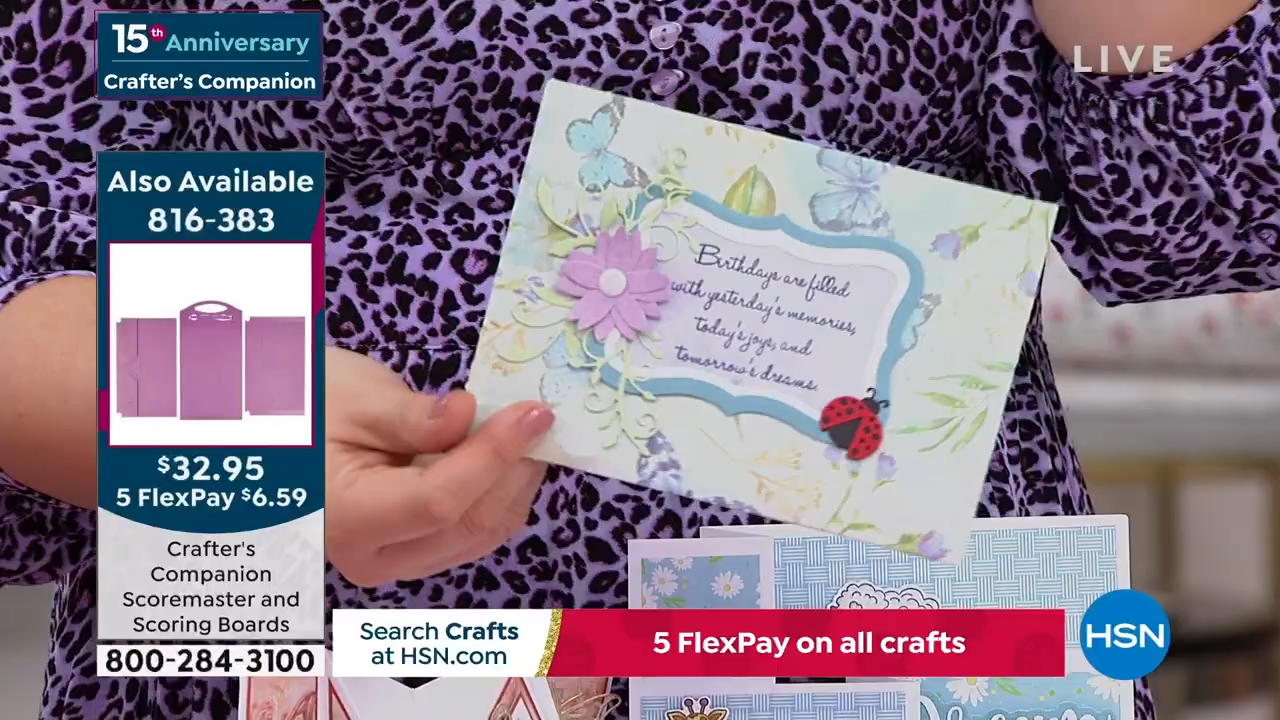 15th Anniversary
Crafter's Companion
LIVE
Also Available
816-383
$32.95
5 FlexPay $6.59
Crafter's
Companion
Scoremaster and
Scoring Boards
800-284-3100
Birthdays are filled
with yesterday's memories,
today's joys, and
tomorrow's dreams.
Search Crafts
at HSN.com
5 FlexPay on all crafts
HSN